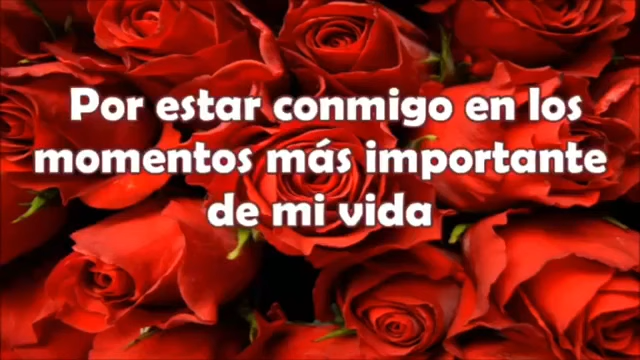 Por estar conmigo en los
momentos más importante
de mi vida